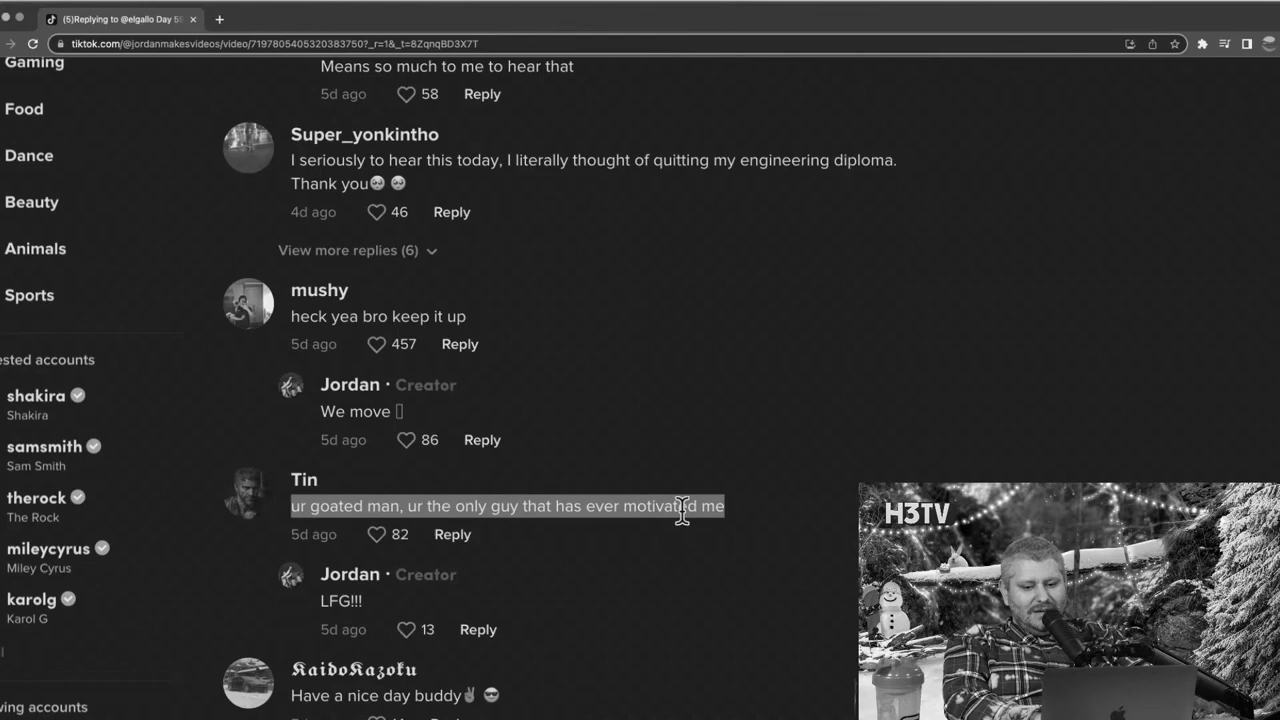 (5)Replying to @elgallo Day 55
tiktok.com/@jordanmakesvideos/video/7197805405320383750?_r=1&_t=8ZqnqBD3X7T
Gaming
Food
Dance
Beauty
Animals
Sports
ested accounts
shakira
Shakira
samsmith
Sam Smith
therock
The Rock
mileycyrus
Miley Cyrus
karolg
Karol G
wing accounts
Means so much to me to hear that
5d ago 58 Reply
Super_yonkintho
I seriously to hear this today, I literally thought of quitting my engineering diploma.
Thank you🥺 🥺
4d ago 46 Reply
View more replies (6)
mushy
heck yea bro keep it up
5d ago 457 Reply
Jordan · Creator
We move
5d ago 86 Reply
Tin
ur goated man, ur the only guy that has ever motivated me
5d ago 82 Reply
Jordan · Creator
LFG!!!
5d ago 13 Reply
𝕶aido𝕶azoku
Have a nice day buddy✌ 😎
H3TV